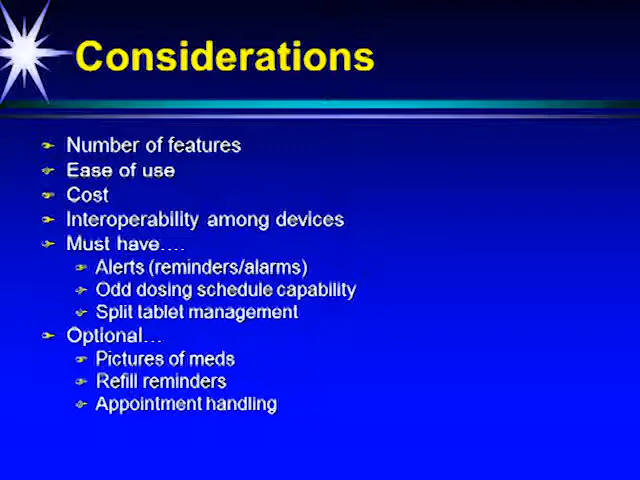 Considerations
Number of features
Ease of use
Cost
Interoperability among devices
Must have....
Alerts (reminders/alarms)
Odd dosing schedule capability
Split tablet management
Optional...
Pictures of meds
Refill reminders
Appointment handling